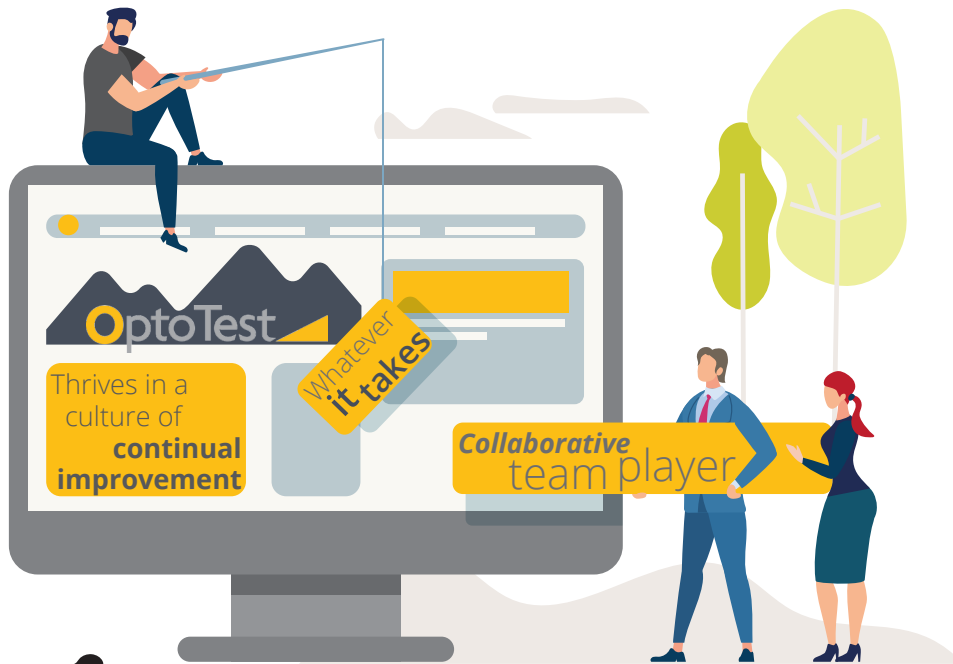 OptoTest
Whatever
it takes
Thrives in a
culture of
continual
improvement
Collaborative
team player